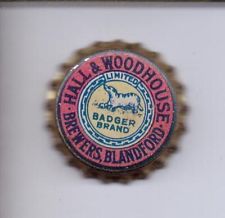 HALL & WOODHOUSE
LIMITED
BADGER
BRAND
BREWERS, BLANDFORD